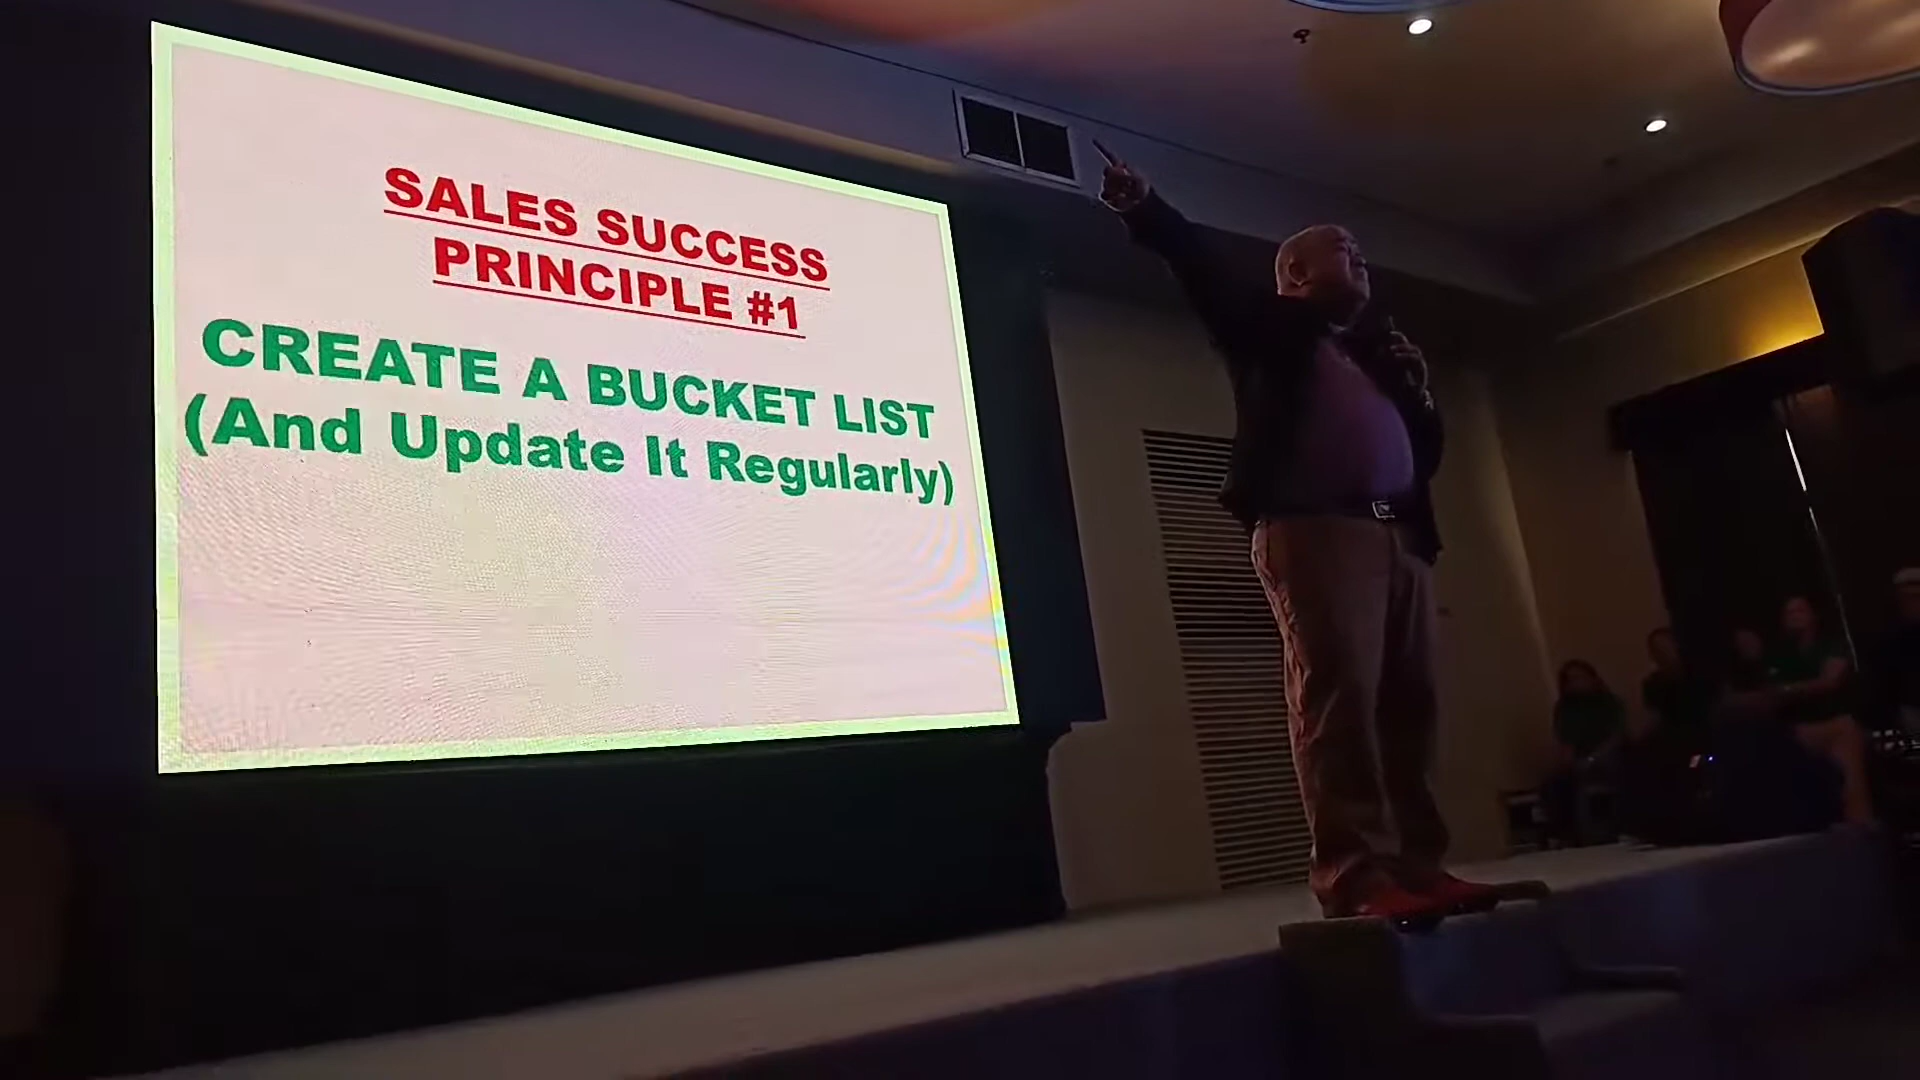 SALES SUCCESS
PRINCIPLE #1
CREATE A BUCKET LIST
(And Update It Regularly)